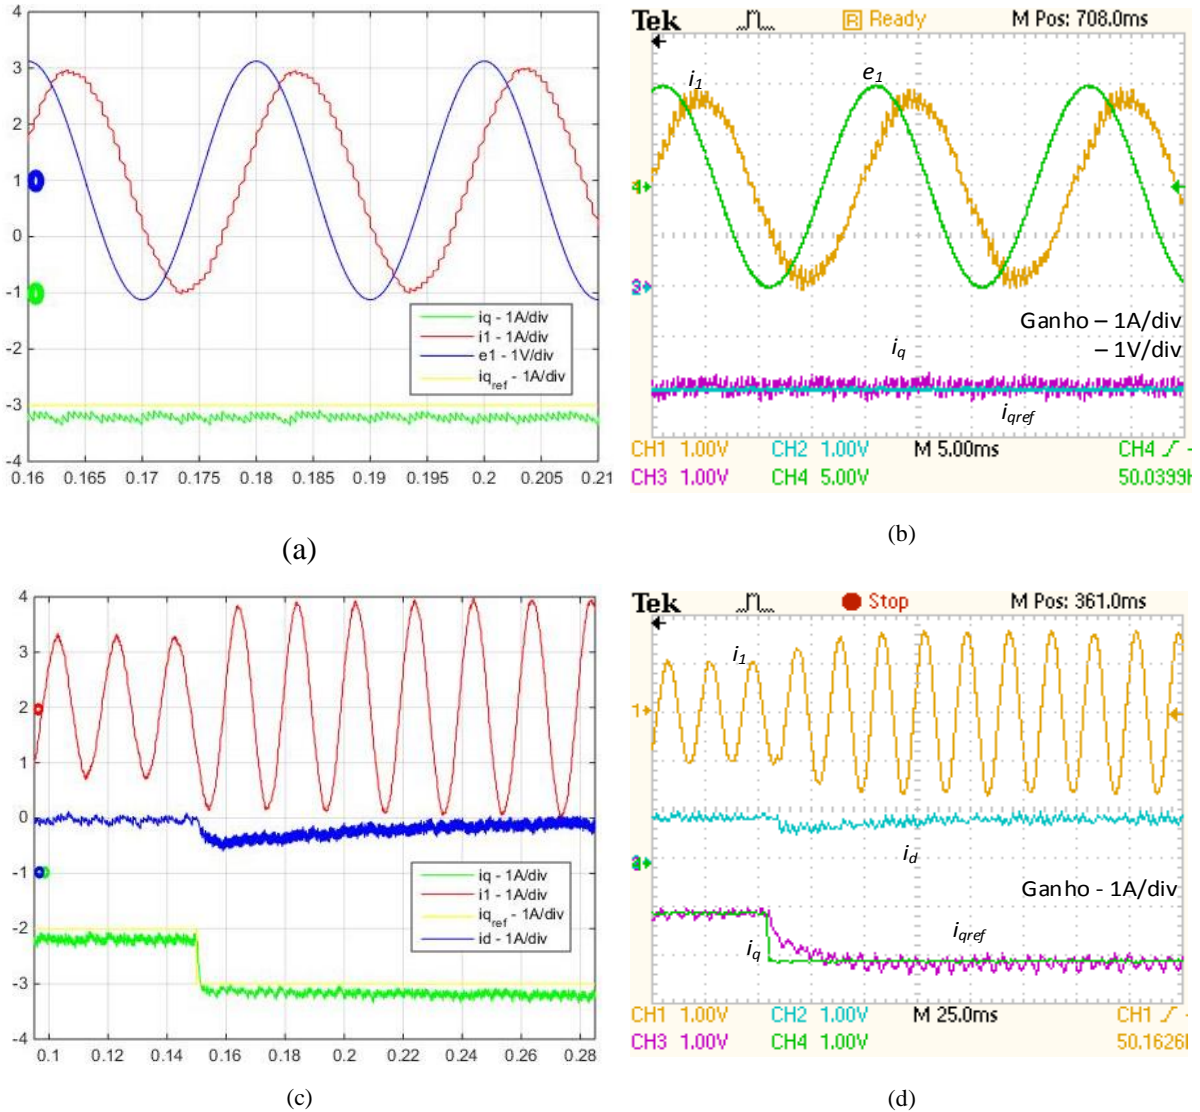 4
3
2
1
0
-1
-2
-3
-4
0.16 0.165 0.17 0.175 0.18 0.185 0.19 0.195 0.2 0.205 0.21
iq - 1A/div
i1 - 1A/div
e1 - 1V/div
iqref - 1A/div
(a)
Tek R Ready M Pos: 708.0ms
i1 e1
4
Ganho – 1A/div
– 1V/div
iq
iqref
CH1 1.00V CH2 1.00V M 5.00ms CH4
CH3 1.00V CH4 5.00V 50.0399H
(b)
4
3
2
1
0
-1
-2
-3
-4
0.1 0.12 0.14 0.16 0.18 0.2 0.22 0.24 0.26 0.28
iq - 1A/div
i1 - 1A/div
iqref - 1A/div
id - 1A/div
(c)
Tek Stop M Pos: 361.0ms
i1
1
id
Ganho - 1A/div
iqref
iq
CH1 1.00V CH2 1.00V M 25.0ms CH1
CH3 1.00V CH4 1.00V 50.1626H
(d)